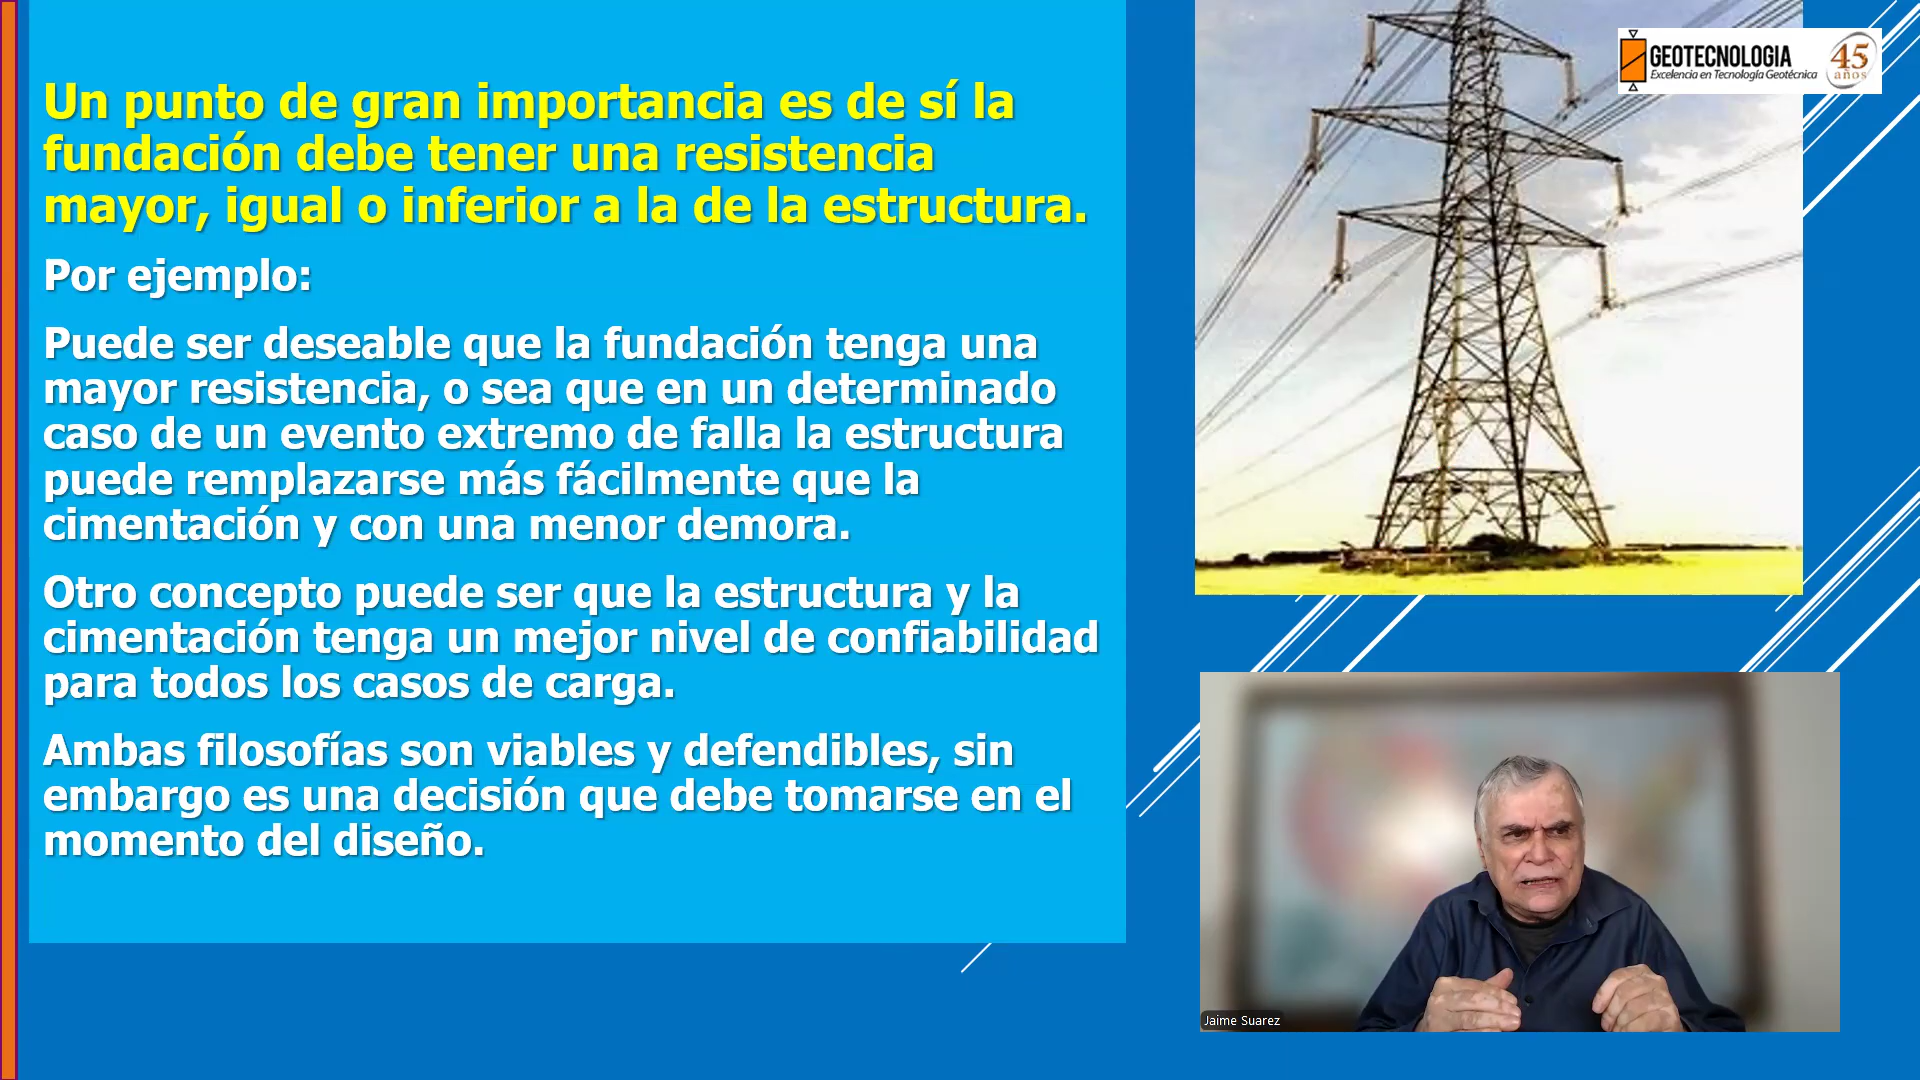 Un punto de gran importancia es de sí la
fundación debe tener una resistencia
mayor, igual o inferior a la de la estructura.
Por ejemplo:
Puede ser deseable que la fundación tenga una
mayor resistencia, o sea que en un determinado
caso de un evento extremo de falla la estructura
puede remplazarse más fácilmente que la
cimentación y con una menor demora.
Otro concepto puede ser que la estructura y la
cimentación tenga un mejor nivel de confiabilidad
para todos los casos de carga.
Ambas filosofías son viables y defendibles, sin
embargo es una decisión que debe tomarse en el
momento del diseño.
GEOTECNOLOGIA
Excelencia en Tecnología Geotécnica
45
años
Jaime Suarez